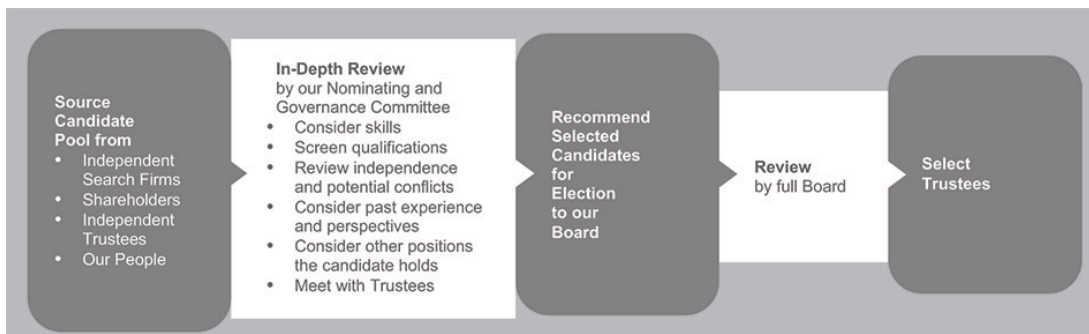 Source
Candidate
Pool from
• Independent
Search Firms
• Shareholders
• Independent
Trustees
• Our People
In-Depth Review
by our Nominating and
Governance Committee
• Consider skills
• Screen qualifications
• Review independence
and potential conflicts
• Consider past experience
and perspectives
• Consider other positions
the candidate holds
• Meet with Trustees
Recommend
Selected
Candidates
for
Election
to our
Board
Review
by full Board
Select
Trustees